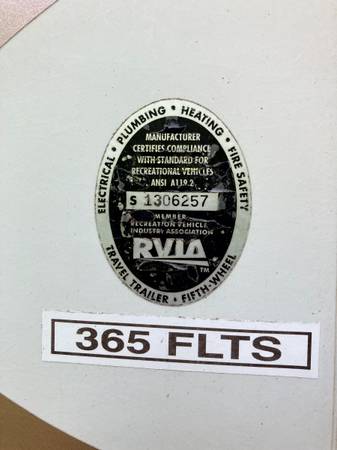 ELECTRICAL • PLUMBING • HEATING • FIRE SAFETY
MANUFACTURER
CERTIFIES COMPLIANCE
WITH STANDARD FOR
RECREATIONAL VEHICLES
ANSI A119.2
S 1306257
MEMBER
RECREATION VEHICLE
INDUSTRY ASSOCIATION
RVIA
TM
TRAVEL TRAILER • FIFTH-WHEEL
365 FLTS